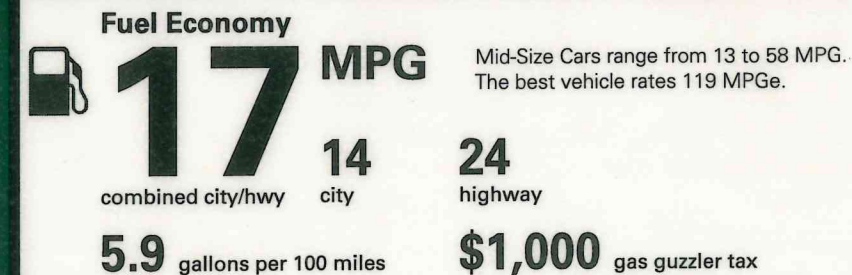 Fuel Economy
17 MPG
Mid-Size Cars range from 13 to 58 MPG.
The best vehicle rates 119 MPGe.
combined city/hwy
14
city
24
highway
5.9 gallons per 100 miles
$1,000 gas guzzler tax